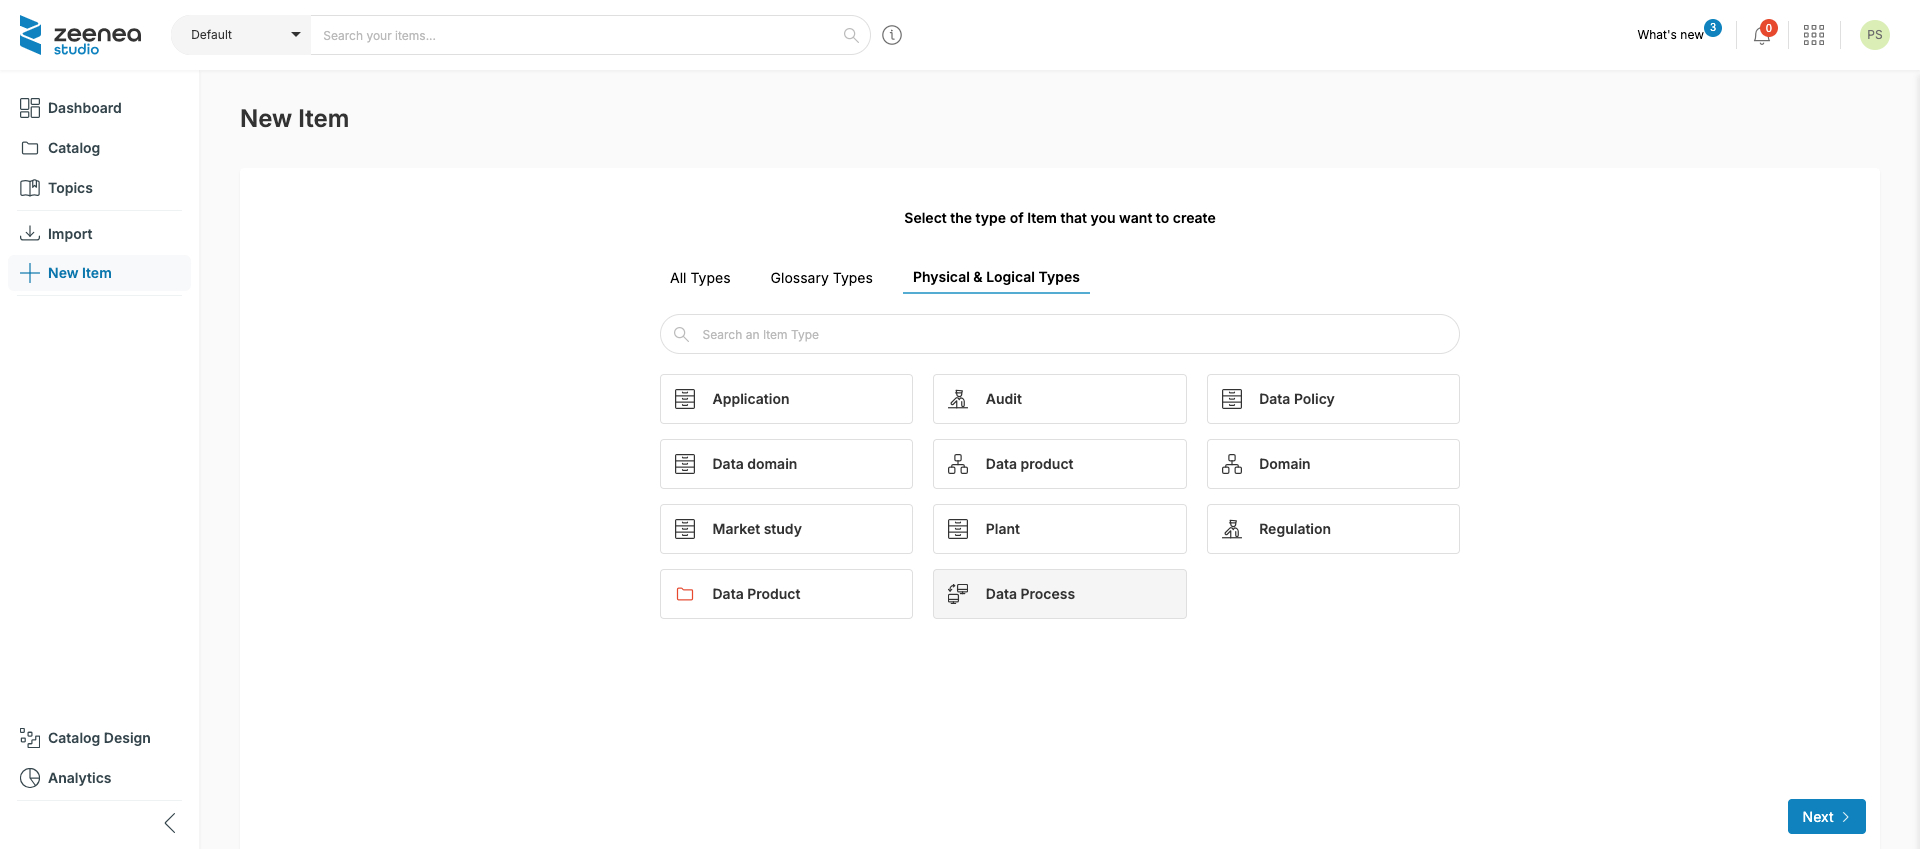 zeenea
studio
Default
Search your items...
What's new
3
0
PS
Dashboard
Catalog
Topics
Import
New Item
Catalog Design
Analytics
New Item
Select the type of Item that you want to create
All Types
Glossary Types
Physical & Logical Types
Search an Item Type
Application
Audit
Data Policy
Data domain
Data product
Domain
Market study
Plant
Regulation
Data Product
Data Process
Next